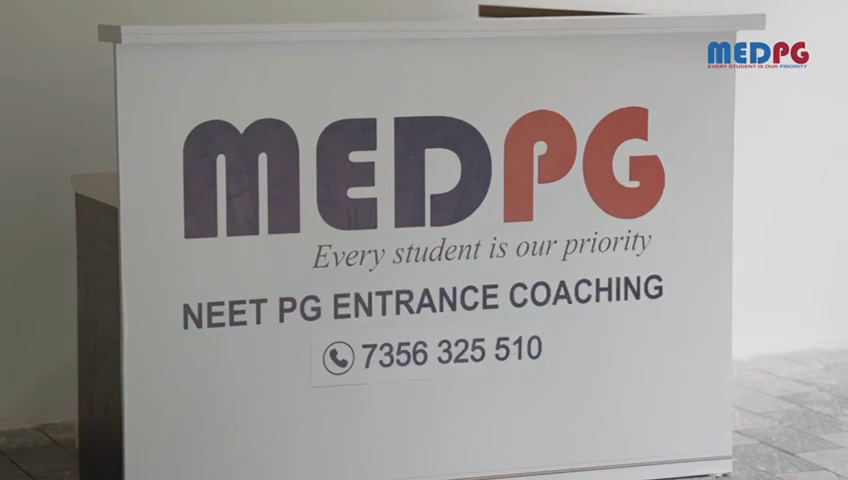 MEDPG
EVERY STUDENT IS OUR PRIORITY
MEDPG
Every student is our priority
NEET PG ENTRANCE COACHING
7356 325 510